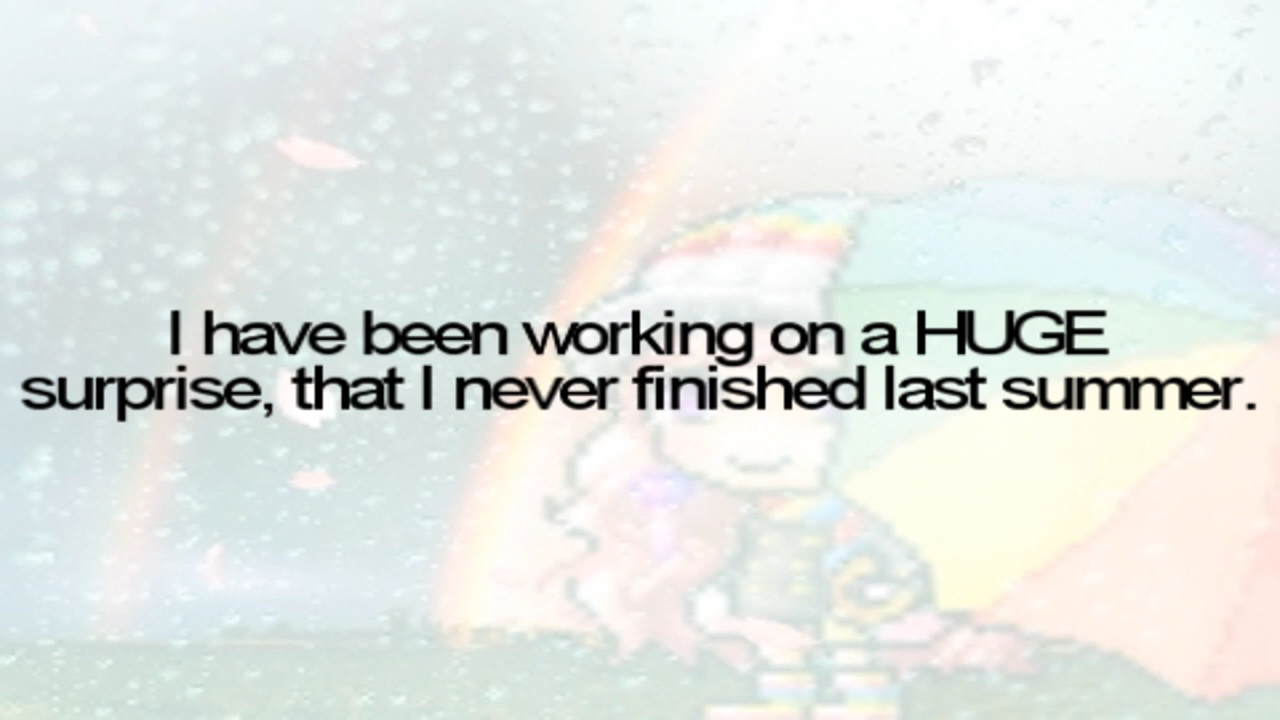 I have been working on a HUGE
surprise, that I never finished last summer.